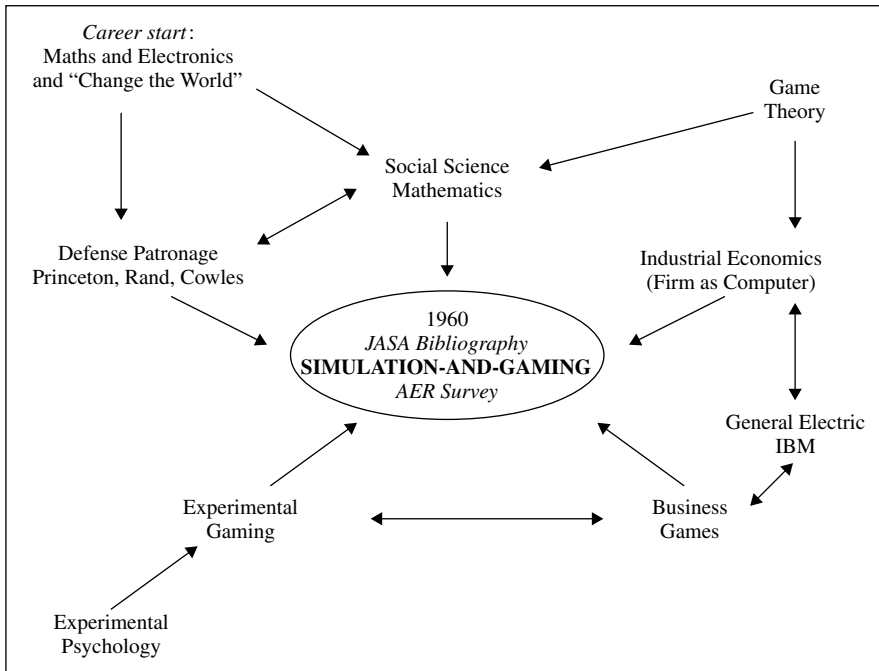 Career start:
Maths and Electronics
and “Change the World”
Game
Theory
Social Science
Mathematics
Defense Patronage
Princeton, Rand, Cowles
Industrial Economics
(Firm as Computer)
1960
JASA Bibliography
SIMULATION-AND-GAMING
AER Survey
General Electric
IBM
Experimental
Gaming
Business
Games
Experimental
Psychology